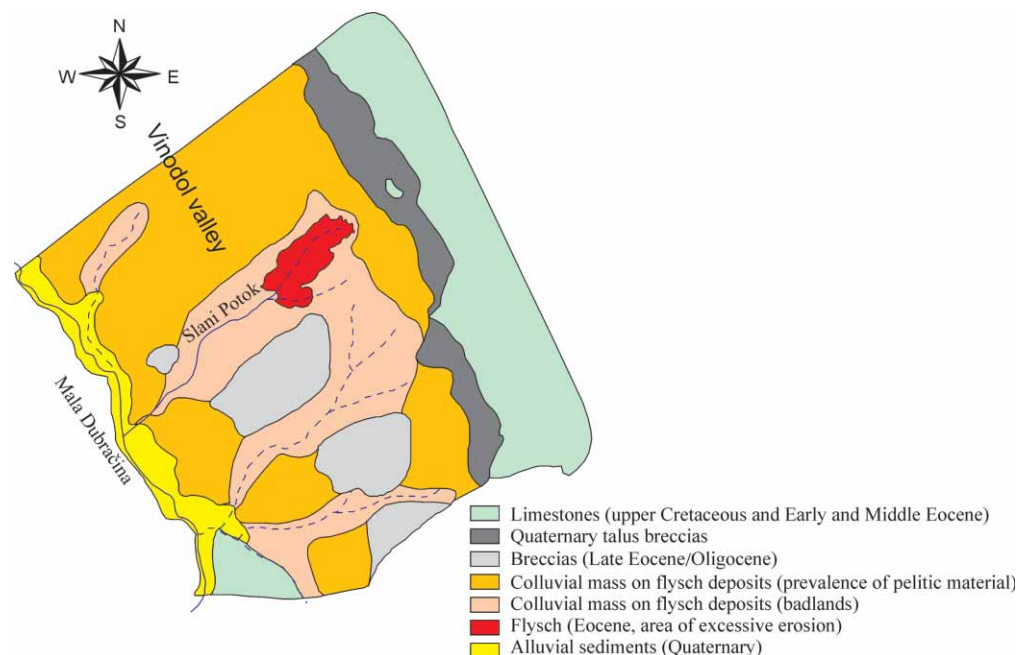 N
W E
S
Vinodol valley
Slani Potok
Mala Dubračina
Limestones (upper Cretaceous and Early and Middle Eocene)
Quaternary talus breccias
Breccias (Late Eocene/Oligocene)
Colluvial mass on flysch deposits (prevalence of pelitic material)
Colluvial mass on flysch deposits (badlands)
Flysch (Eocene, area of excessive erosion)
Alluvial sediments (Quaternary)